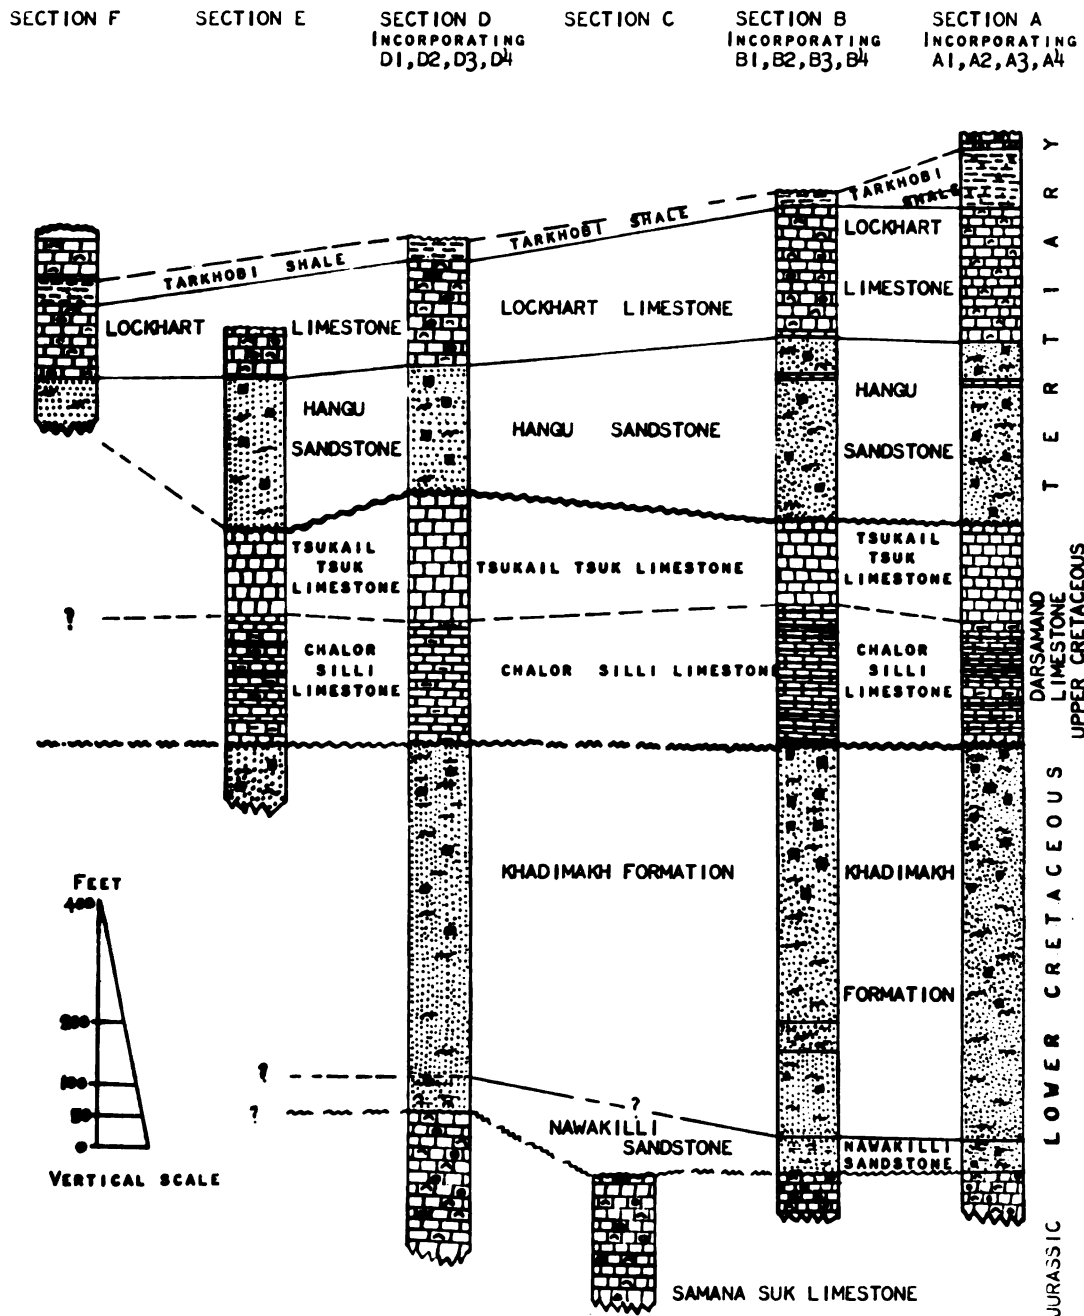 SECTION F
SECTION E
SECTION D
INCORPORATING
D1,D2,D3,D4
SECTION C
SECTION B
INCORPORATING
B1,B2,B3,B4
SECTION A
INCORPORATING
A1,A2,A3,A4
TARKHOBI SHALE
TARKHOBI SHALE
TARKHOBI
SHALE
LOCKHART LIMESTONE
LOCKHART LIMESTONE
LOCKHART
LIMESTONE
HANGU
SANDSTONE
HANGU SANDSTONE
HANGU
SANDSTONE
TERTIARY
TSUKAIL
TSUK
LIMESTONE
TSUKAIL TSUK LIMESTONE
TSUKAIL
TSUK
LIMESTONE
?
CHALOR
SILLI
LIMESTONE
CHALOR SILLI LIMESTONE
CHALOR
SILLI
LIMESTONE
DARSAMAND
LIMESTONE
UPPER CRETACEOUS
KHADIMAKH FORMATION
KHADIMAKH
FORMATION
LOWER CRETACEOUS
FEET
400
200
100
50
0
VERTICAL SCALE
?
?
?
NAWAKILLI
SANDSTONE
NAWAKILLI
SANDSTONE
SAMANA SUK LIMESTONE
JURASSIC